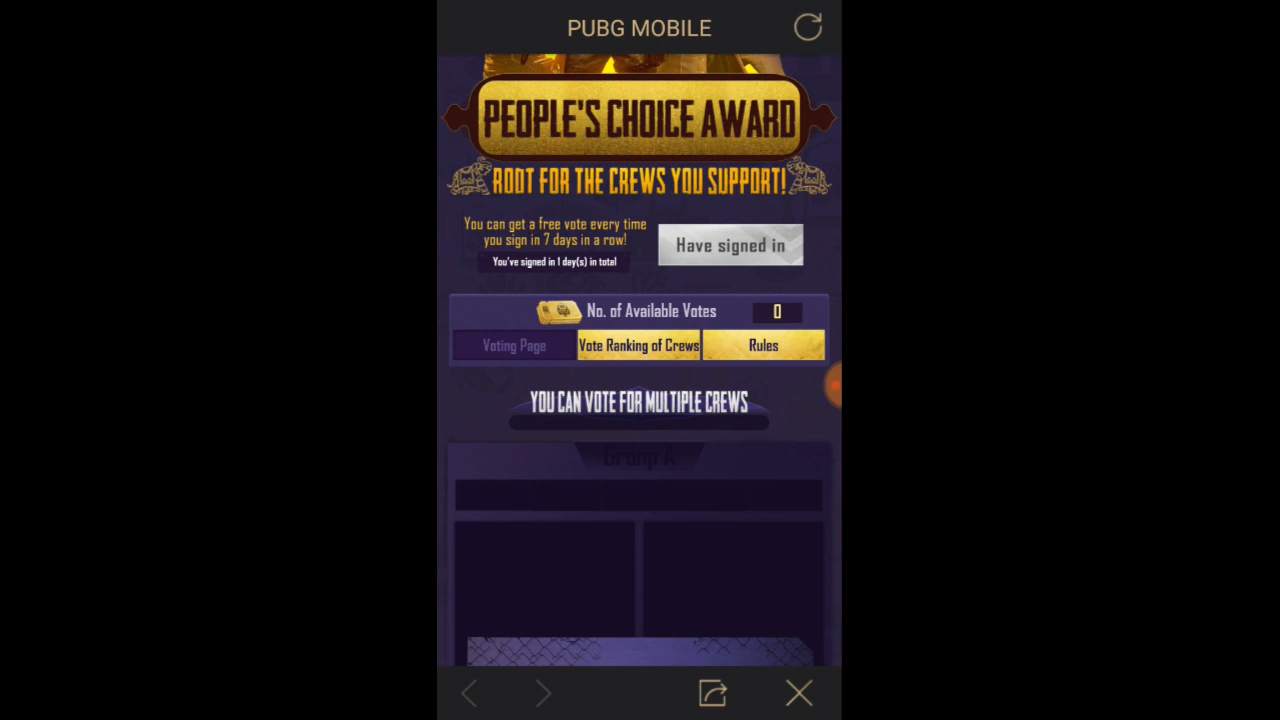 PUBG MOBILE
PEOPLE'S CHOICE AWARD
ROOT FOR THE CREWS YOU SUPPORT!
You can get a free vote every time
you sign in 7 days in a row!
You've signed in 1 day(s) in total
Have signed in
No. of Available Votes 0
Voting Page Vote Ranking of Crews Rules
YOU CAN VOTE FOR MULTIPLE CREWS
Group A